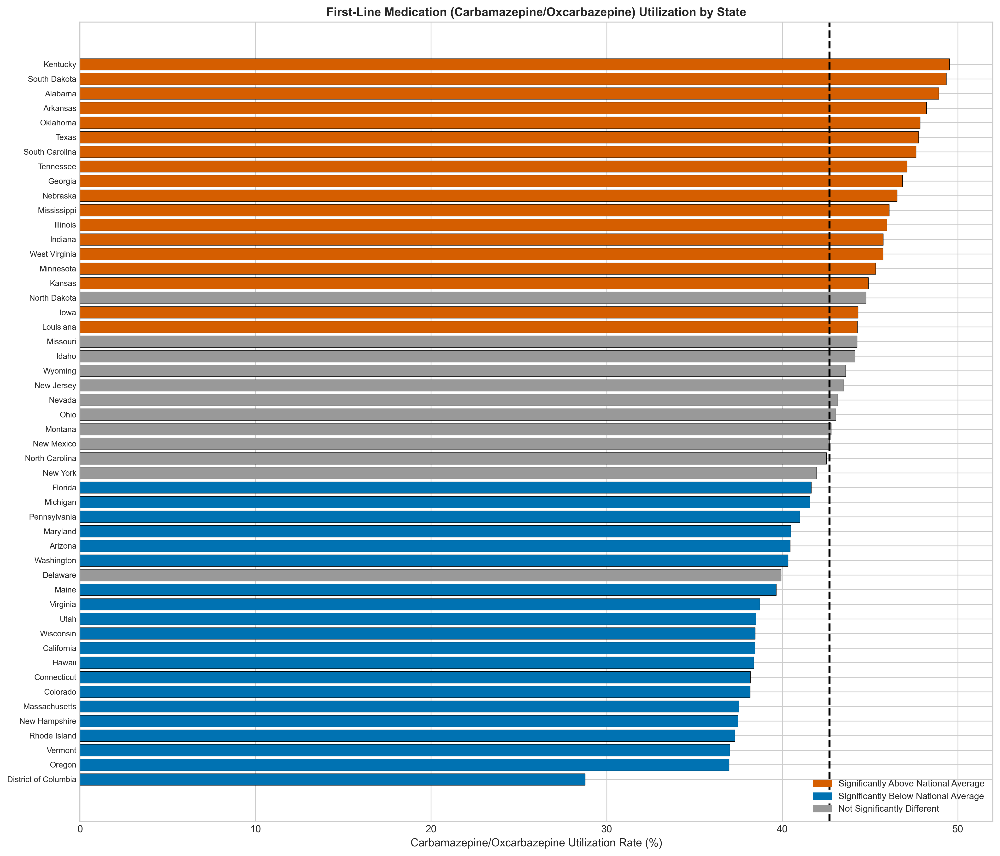 First-Line Medication (Carbamazepine/Oxcarbazepine) Utilization by State
Kentucky
South Dakota
Alabama
Arkansas
Oklahoma
Texas
South Carolina
Tennessee
Georgia
Nebraska
Mississippi
Illinois
Indiana
West Virginia
Minnesota
Kansas
North Dakota
Iowa
Louisiana
Missouri
Idaho
Wyoming
New Jersey
Nevada
Ohio
Montana
New Mexico
North Carolina
New York
Florida
Michigan
Pennsylvania
Maryland
Arizona
Washington
Delaware
Maine
Virginia
Utah
Wisconsin
California
Hawaii
Connecticut
Colorado
Massachusetts
New Hampshire
Rhode Island
Vermont
Oregon
District of Columbia
Significantly Above National Average
Significantly Below National Average
Not Significantly Different
0 10 20 30 40 50
Carbamazepine/Oxcarbazepine Utilization Rate (%)